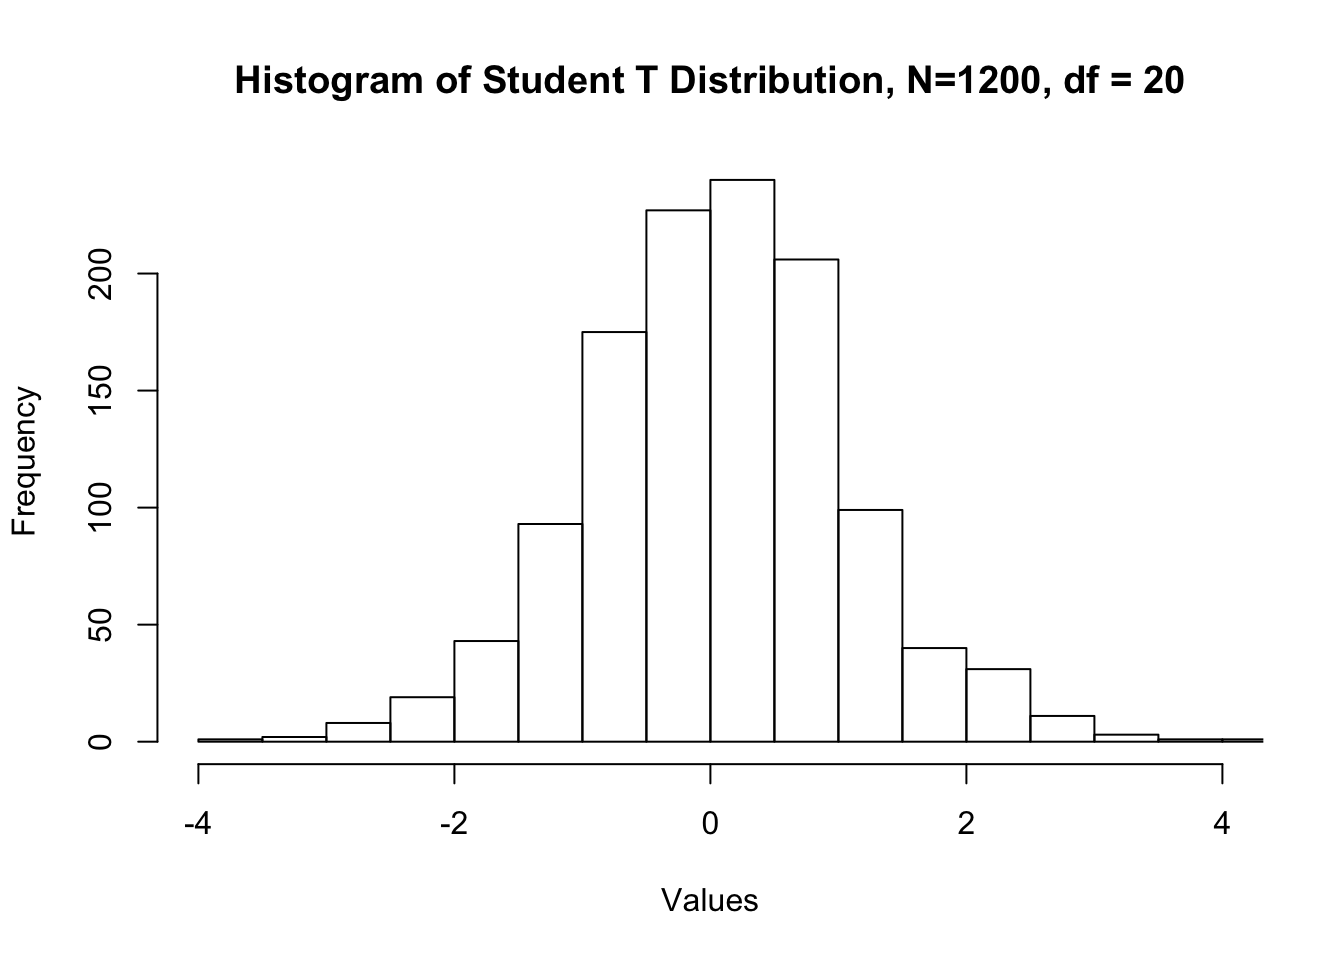 Histogram of Student T Distribution, N=1200, df = 20
Frequency
200
150
100
50
0
-4 -2 0 2 4
Values